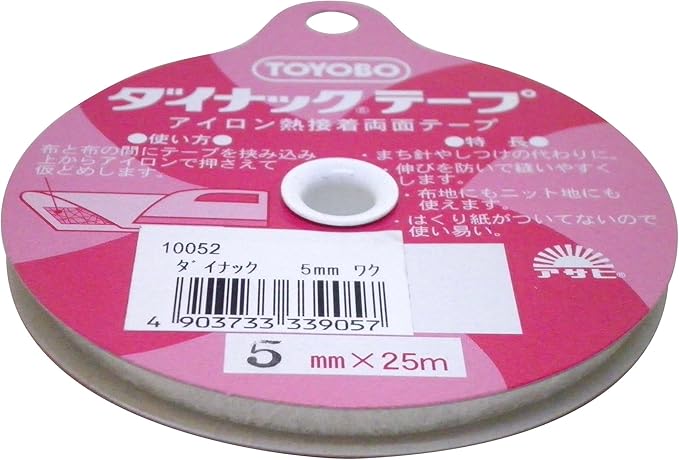 TOYOBO
ダイナック®テープ
アイロン熱接着両面テープ
●使い方●
布と布の間にテープを挟み込み
上からアイロンで押さえて
仮どめします。
●特長●
・まち針やしつけの代わりに。
・伸びを防いで縫いやすく
します。
・布地にもニット地にも
使えます。
・はくり紙がついてないので
使い易い。
アサヒ®
10052
ダイナック 5mm ワク
4 903733 339057
5 mm×25m